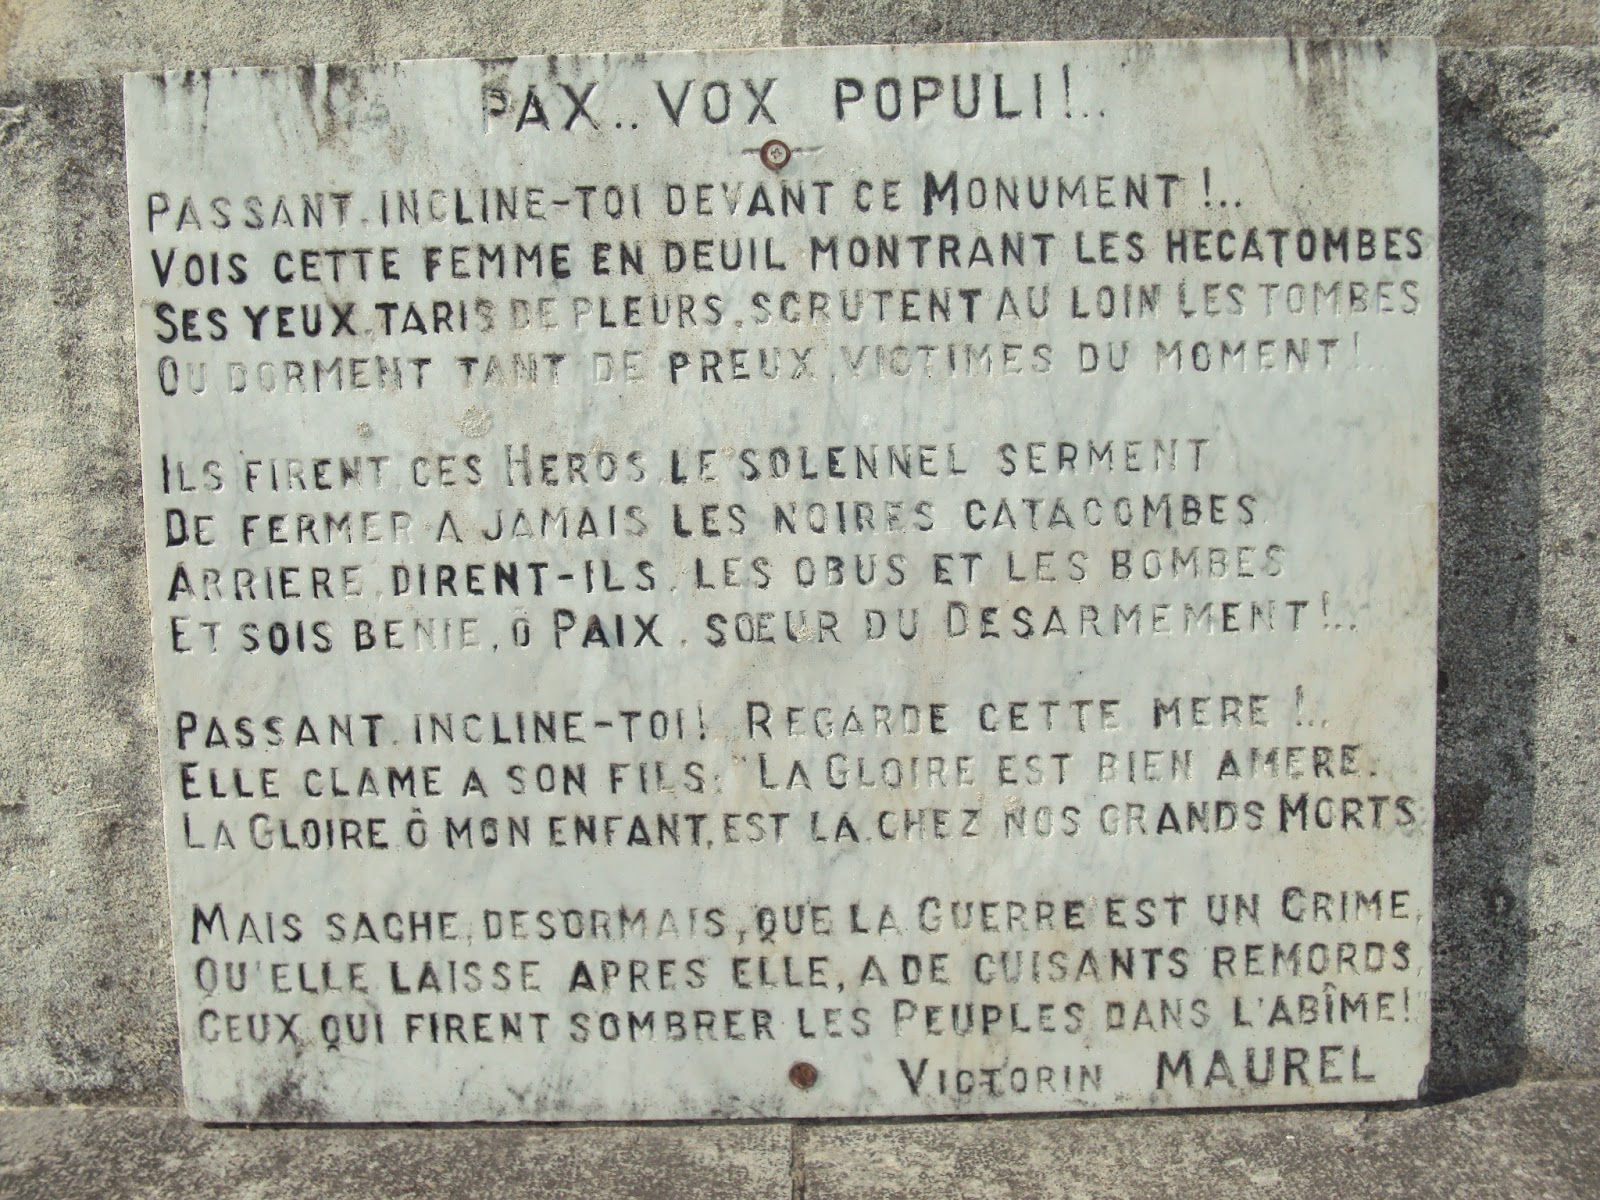 PAX.. VOX POPULI!..
PASSANT, INCLINE-TOI DEVANT CE MONUMENT!..
VOIS CETTE FEMME EN DEUIL MONTRANT LES HECATOMBES
SES YEUX, TARIS DE PLEURS, SCRUTENT AU LOIN LES TOMBES
OU DORMENT TANT DE PREUX, VICTIMES DU MOMENT!..
ILS FIRENT, CES HEROS, LE SOLENNEL SERMENT
DE FERMER A JAMAIS LES NOIRES CATACOMBES.
ARRIERE, DIRENT-ILS, LES OBUS ET LES BOMBES
ET SOIS BENIE, Ô PAIX, SŒUR DU DESARMEMENT!..
PASSANT, INCLINE-TOI! REGARDE CETTE MERE!..
ELLE CLAME A SON FILS: "LA GLOIRE EST BIEN AMERE.
LA GLOIRE Ô MON ENFANT, EST LA, CHEZ NOS GRANDS MORTS.
MAIS SACHE, DESORMAIS, QUE LA GUERRE EST UN CRIME,
QU'ELLE LAISSE APRES ELLE, A DE CUISANTS REMORDS,
CEUX QUI FIRENT SOMBRER LES PEUPLES DANS L'ABÎME!"
VICTORIN MAUREL